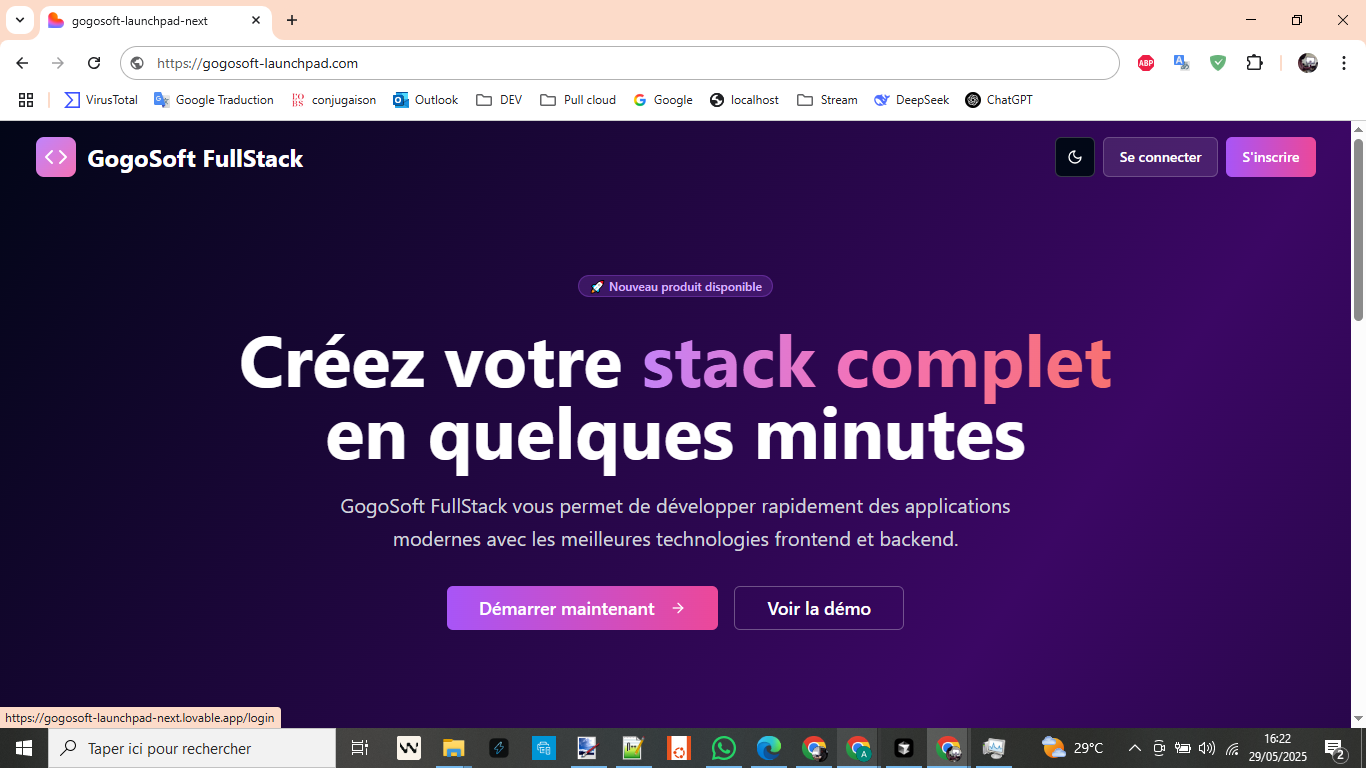 gogosoft-launchpad-next
https://gogosoft-launchpad.com
ABP
VirusTotal
Google Traduction
conjugaison
Outlook
DEV
Pull cloud
Google
localhost
Stream
DeepSeek
ChatGPT
GogoSoft FullStack
Se connecter
S'inscrire
🚀 Nouveau produit disponible
Créez votre stack complet
en quelques minutes
GogoSoft FullStack vous permet de développer rapidement des applications
modernes avec les meilleures technologies frontend et backend.
Démarrer maintenant →
Voir la démo
https://gogosoft-launchpad-next.lovable.app/login
Taper ici pour rechercher
29°C
16:22
29/05/2025
2